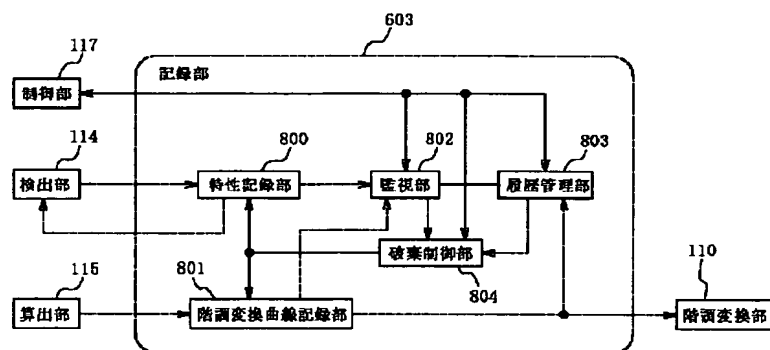 603
117
記録部
制御部
114
800
802
803
検出部
特性記録部
監視部
履歴管理部
115
801
破棄制御部
804
110
算出部
階調変換曲線記録部
階調変換部